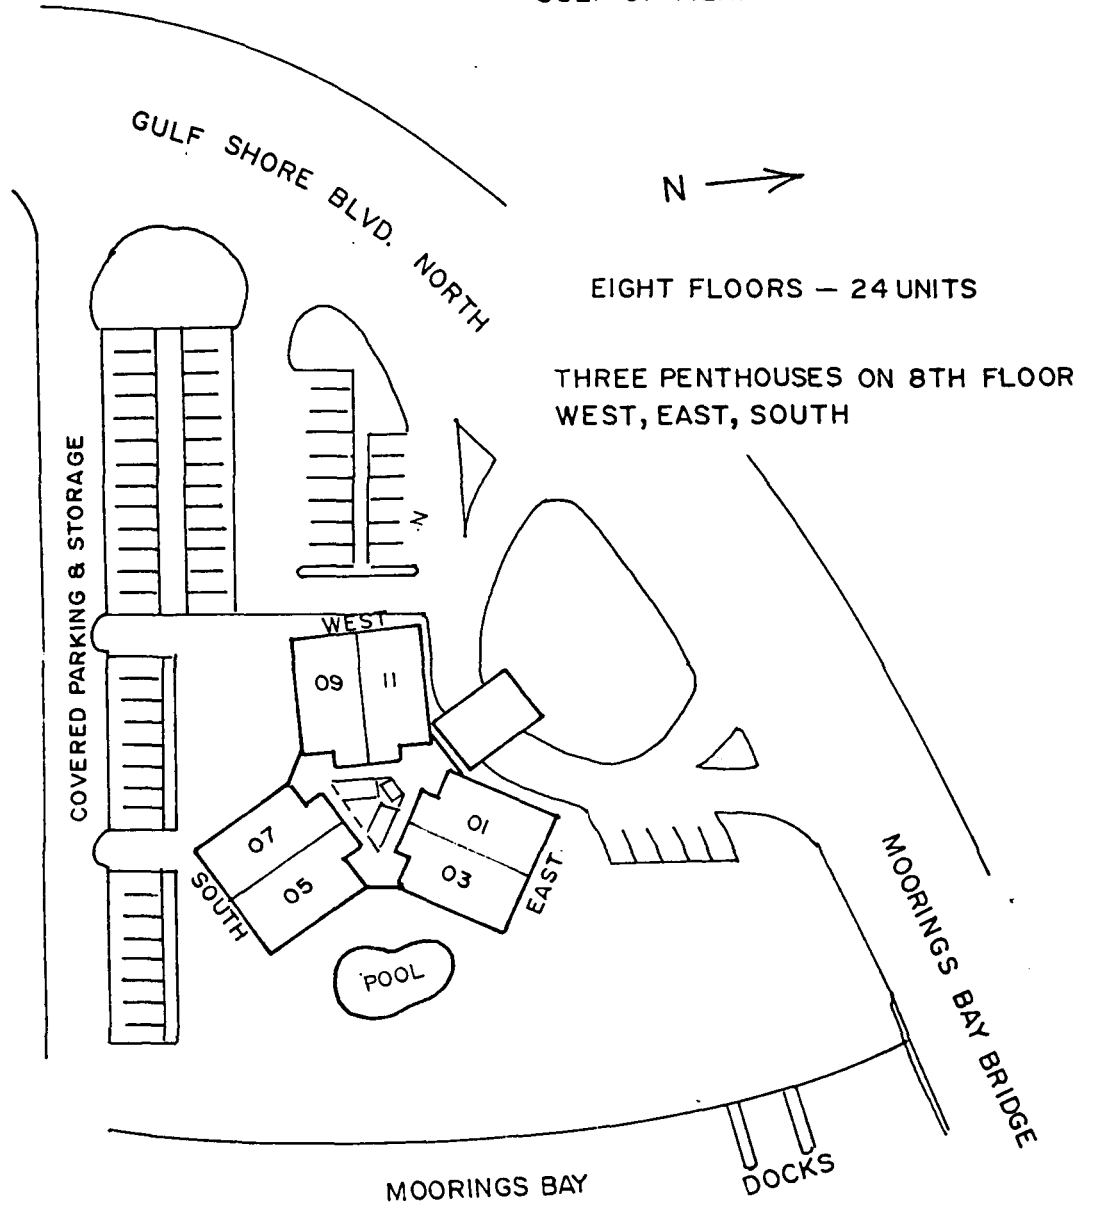 GULF SHORE BLVD. NORTH
N
EIGHT FLOORS — 24 UNITS
THREE PENTHOUSES ON 8TH FLOOR
WEST, EAST, SOUTH
COVERED PARKING & STORAGE
N
WEST
09 11
07
05
SOUTH
01
03
EAST
POOL
MOORINGS BAY BRIDGE
DOCKS
MOORINGS BAY